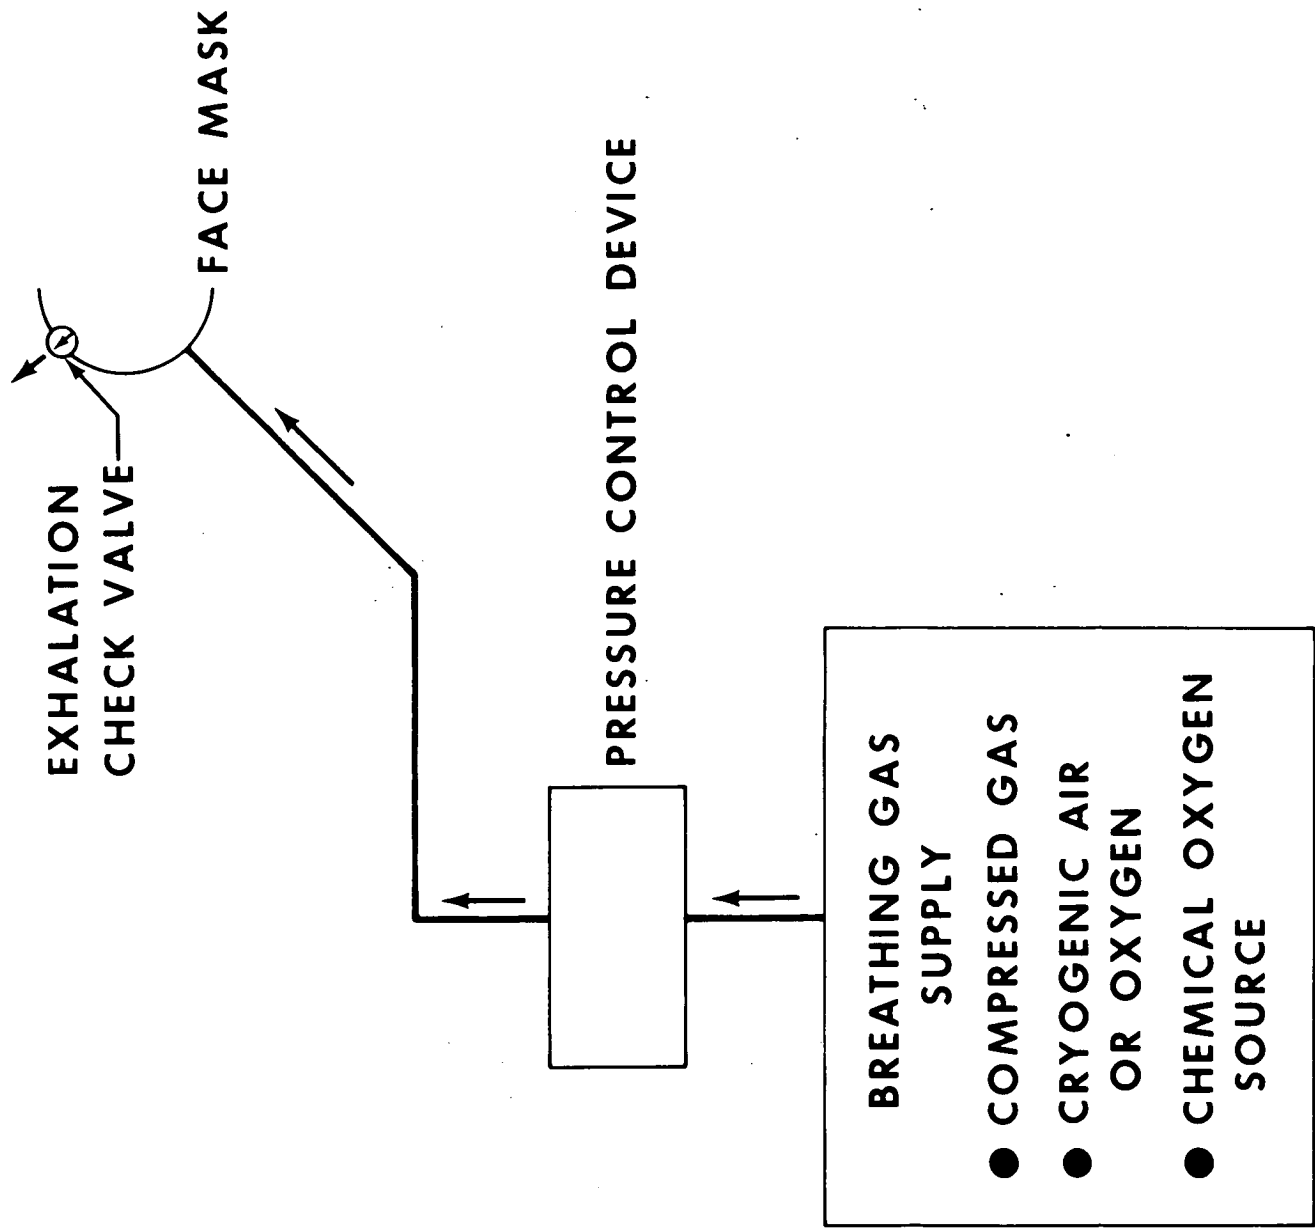 EXHALATION
CHECK VALVE
FACE MASK
PRESSURE CONTROL DEVICE
BREATHING GAS
SUPPLY
● COMPRESSED GAS
● CRYOGENIC AIR
OR OXYGEN
● CHEMICAL OXYGEN
SOURCE